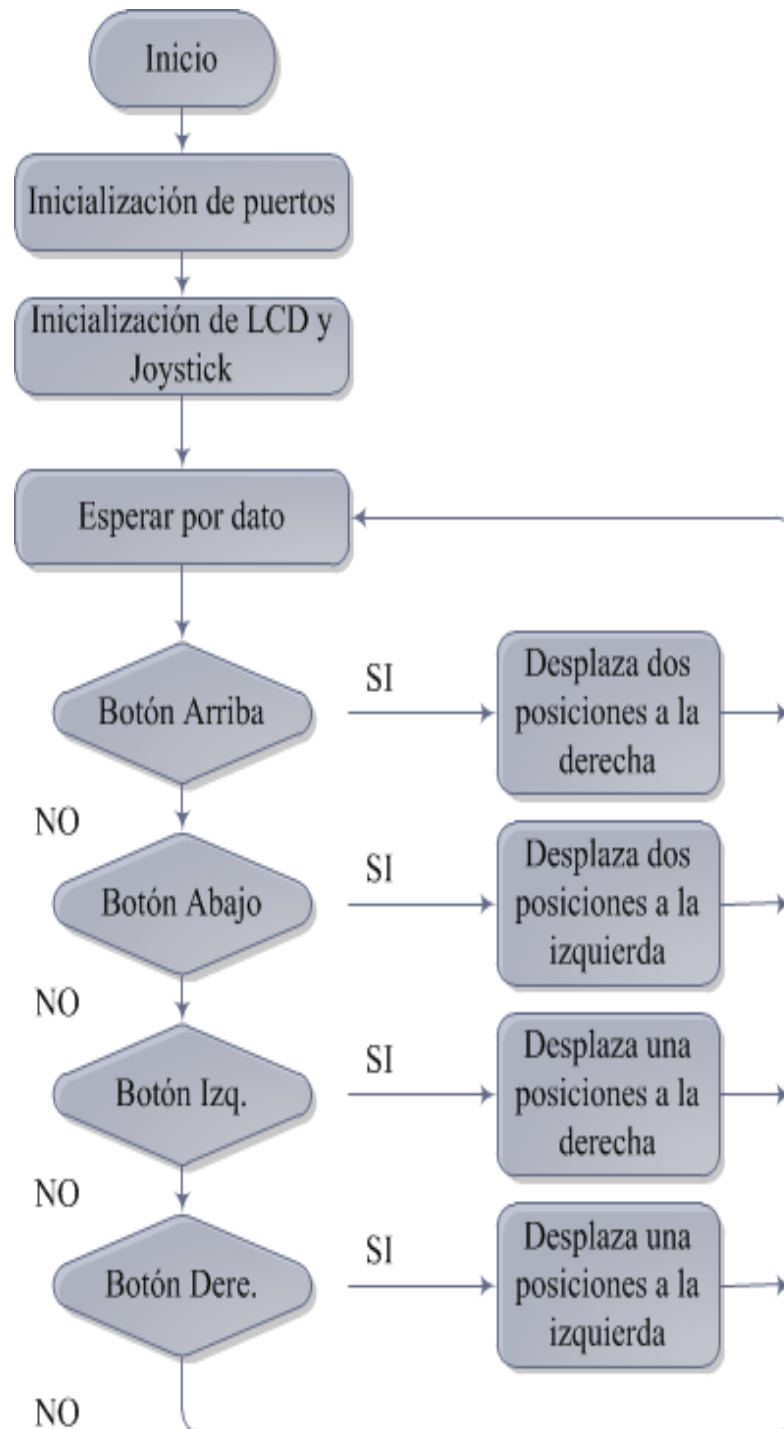 Inicio
Inicialización de puertos
Inicialización de LCD y
Joystick
Esperar por dato
Botón Arriba
SI
Desplaza dos
posiciones a la
derecha
NO
Botón Abajo
SI
Desplaza dos
posiciones a la
izquierda
NO
Botón Izq.
SI
Desplaza una
posiciones a la
derecha
NO
Botón Dere.
SI
Desplaza una
posiciones a la
izquierda
NO